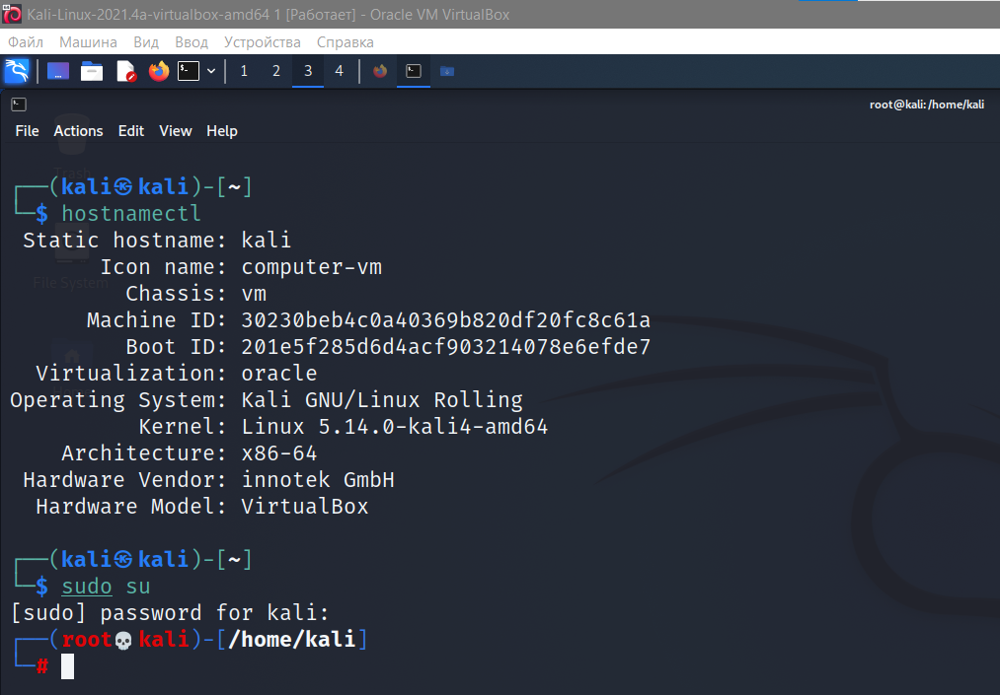 Kali-Linux-2021.4a-virtualbox-amd64 1 [Работает] - Oracle VM VirtualBox
Файл Машина Вид Ввод Устройства Справка
1 2 3 4
root@kali: /home/kali
File Actions Edit View Help
Trash
┌──(kali㉿kali)-[~]
└─$ hostnamectl
Static hostname: kali
Icon name: computer-vm
File System
Chassis: vm
Machine ID: 30230beb4c0a40369b820df20fc8c61a
Boot ID: 201e5f285d6d4acf903214078e6efde7
Virtualization: oracle
Operating System: Kali GNU/Linux Rolling
Kernel: Linux 5.14.0-kali4-amd64
Architecture: x86-64
Hardware Vendor: innotek GmbH
Hardware Model: VirtualBox
┌──(kali㉿kali)-[~]
└─$ sudo su
[sudo] password for kali:
┌──(root💀kali)-[/home/kali]
└─#